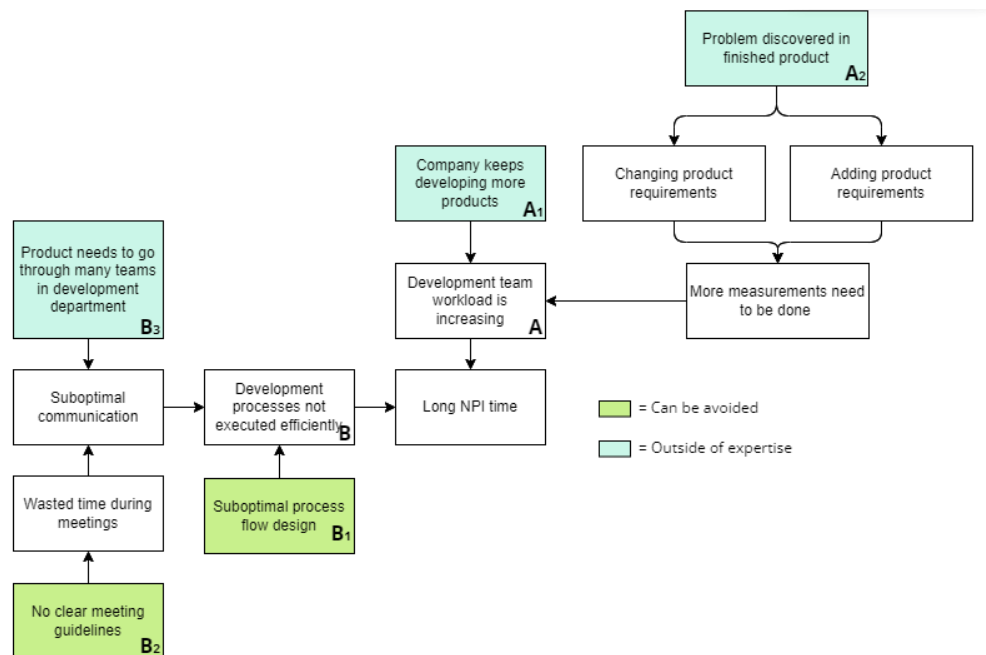 Problem discovered in
finished product
A2
Company keeps
developing more
products
A1
Changing product
requirements
Adding product
requirements
Product needs to go
through many teams
in development
department
B3
Development team
workload is
increasing
A
More measurements need
to be done
Suboptimal
communication
Development
processes not
executed efficiently
B
Long NPI time
= Can be avoided
= Outside of expertise
Wasted time during
meetings
Suboptimal process
flow design
B1
No clear meeting
guidelines
B2